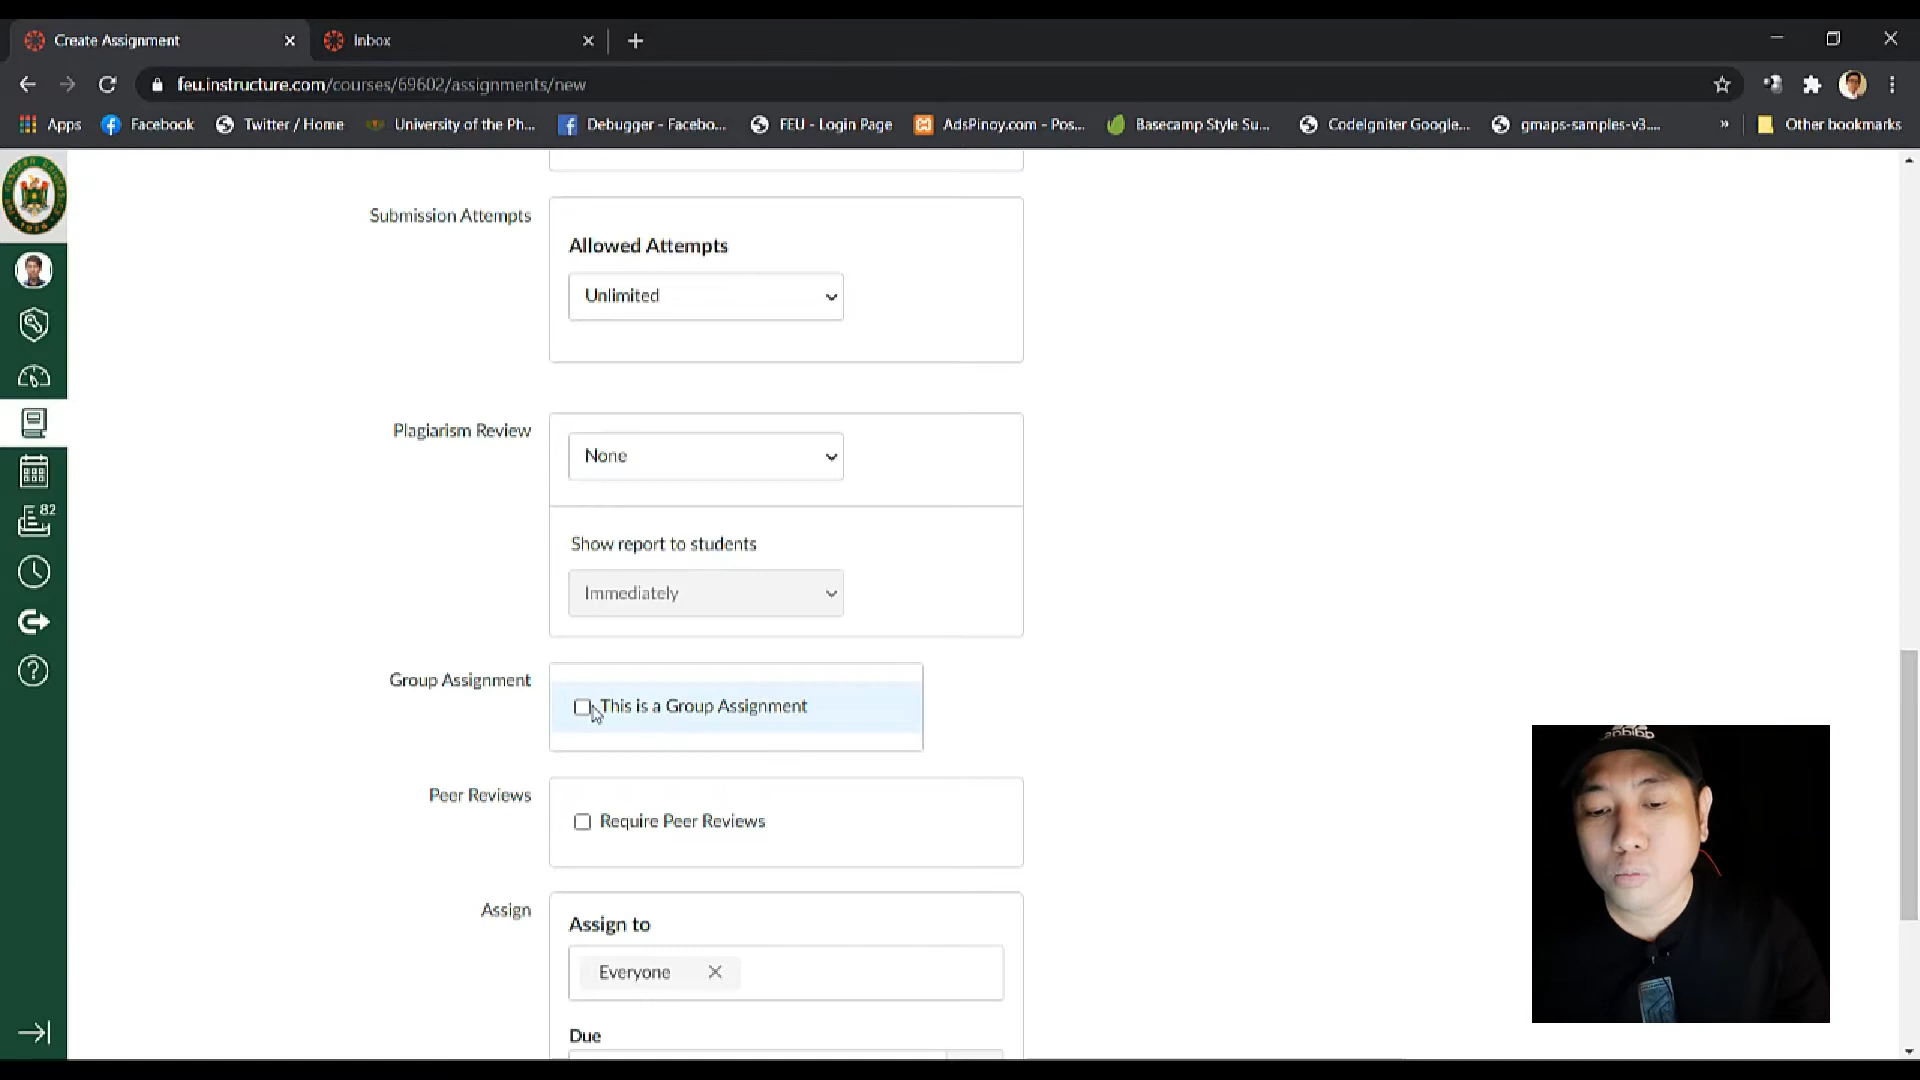 Create Assignment
Inbox
feu.instructure.com/courses/69602/assignments/new
Apps
Facebook
Twitter / Home
University of the Ph...
Debugger - Facebo...
FEU - Login Page
AdsPinoy.com - Pos...
Basecamp Style Su...
CodeIgniter Google...
gmaps-samples-v3....
»
Other bookmarks
Submission Attempts
Allowed Attempts
Unlimited
Plagiarism Review
None
Show report to students
Immediately
82
Group Assignment
This is a Group Assignment
Peer Reviews
Require Peer Reviews
Assign
Assign to
Everyone
Due